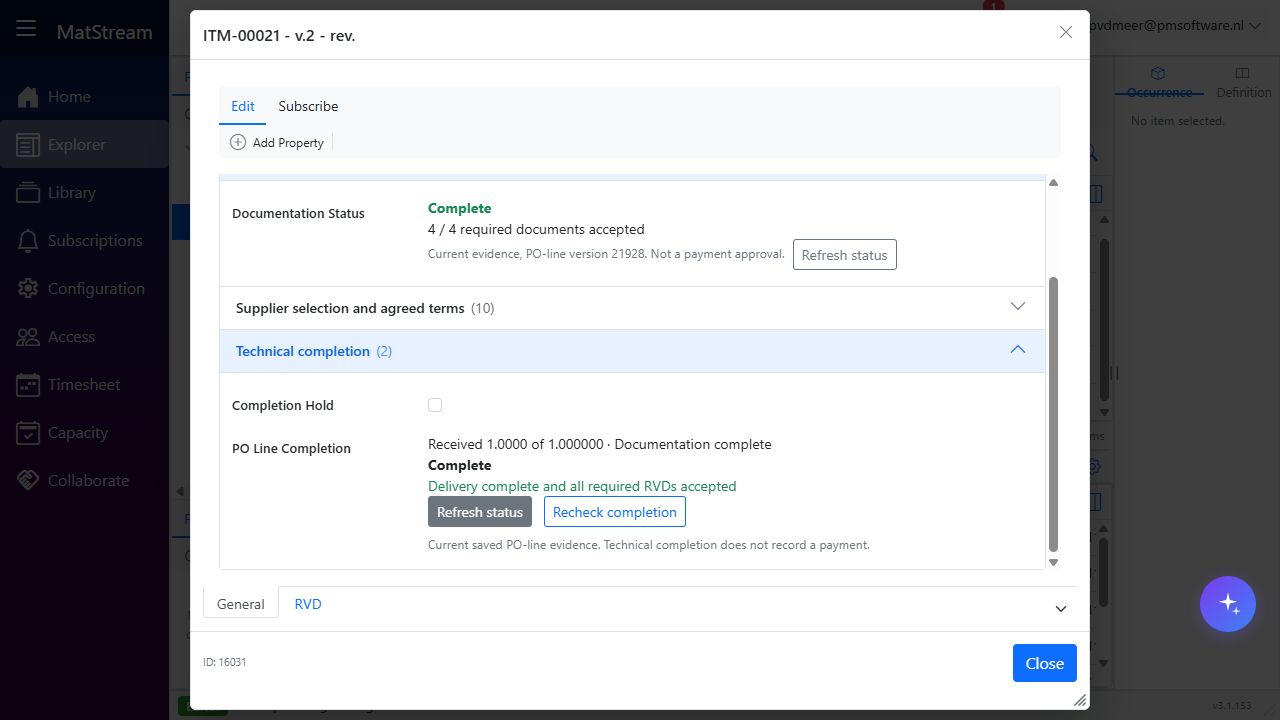 MatStream
Home
Explorer
Library
Subscriptions
Configuration
Access
Timesheet
Capacity
Collaborate
ITM-00021 - v.2 - rev.
1
pvdmeer@pmsoftware.nl
Edit
Subscribe
Add Property
Documentation Status
Complete
4 / 4 required documents accepted
Current evidence, PO-line version 21928. Not a payment approval.
Refresh status
Supplier selection and agreed terms (10)
Technical completion (2)
Completion Hold
PO Line Completion
Received 1.0000 of 1.000000 · Documentation complete
Complete
Delivery complete and all required RVDs accepted
Refresh status
Recheck completion
Current saved PO-line evidence. Technical completion does not record a payment.
General
RVD
ID: 16031
Close
Occurrence
Definition
No item selected.
v3.1.153